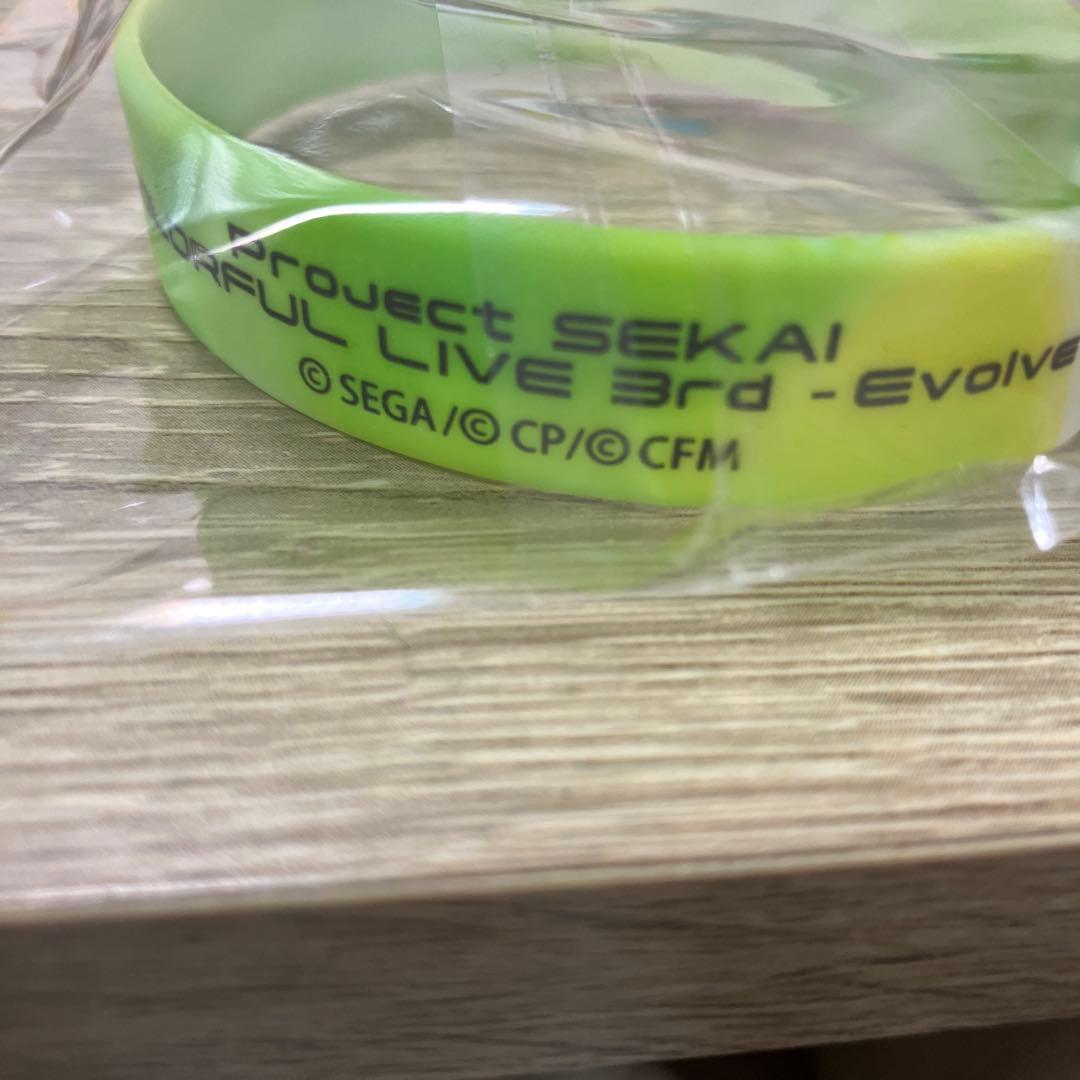 Project SEKAI
ORFUL LIVE 3rd - Evolve
© SEGA /© CP/© CFM